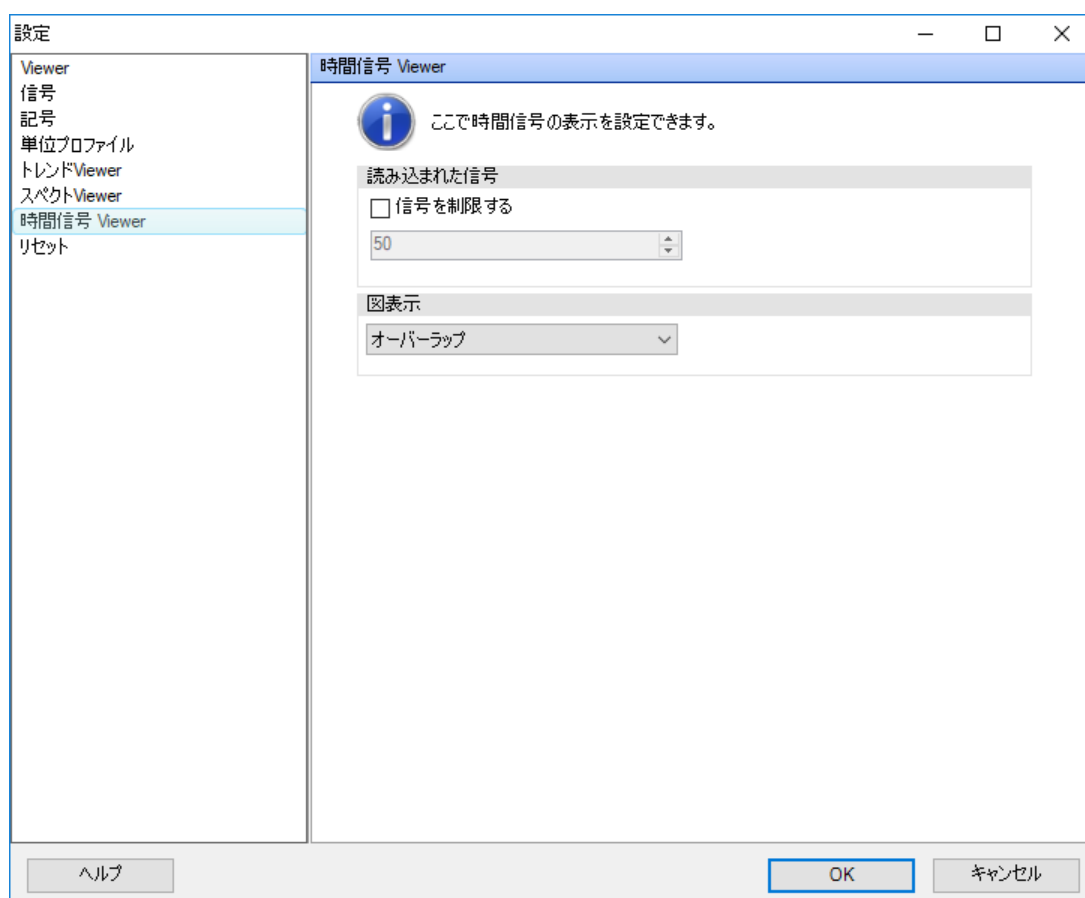 設定
Viewer
信号
記号
単位プロファイル
トレンドViewer
スペクトViewer
時間信号 Viewer
リセット
時間信号 Viewer
ここで時間信号の表示を設定できます。
読み込まれた信号
信号を制限する
50
図表示
オーバーラップ
ヘルプ
OK
キャンセル